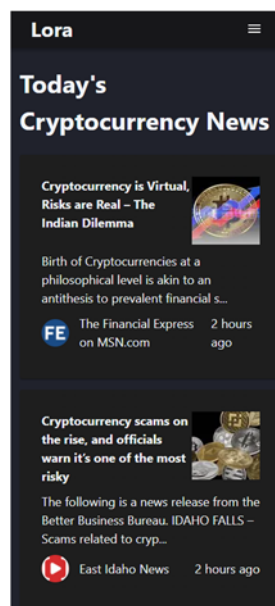 Lora
Today's
Cryptocurrency News
Cryptocurrency is Virtual,
Risks are Real – The
Indian Dilemma
Birth of Cryptocurrencies at a
philosophical level is akin to an
antithesis to prevalent financial s...
FE
The Financial Express
on MSN.com
2 hours
ago
Cryptocurrency scams on
the rise, and officials
warn it's one of the most
risky
The following is a news release from the
Better Business Bureau. IDAHO FALLS –
Scams related to cryp...
East Idaho News
2 hours ago